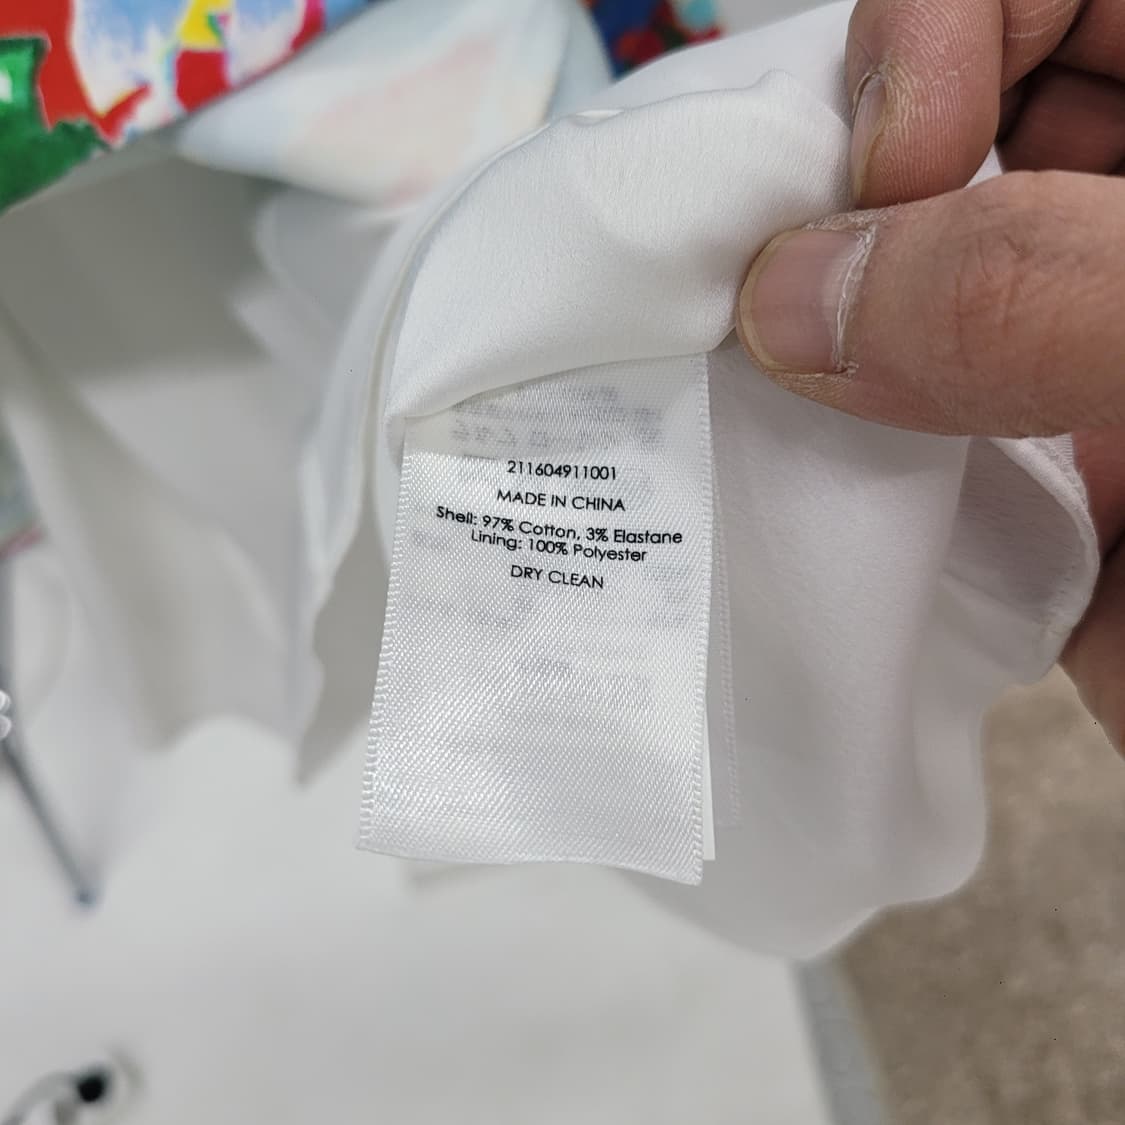 211604911001
MADE IN CHINA
Shell: 97% Cotton, 3% Elastane
Lining: 100% Polyester
DRY CLEAN